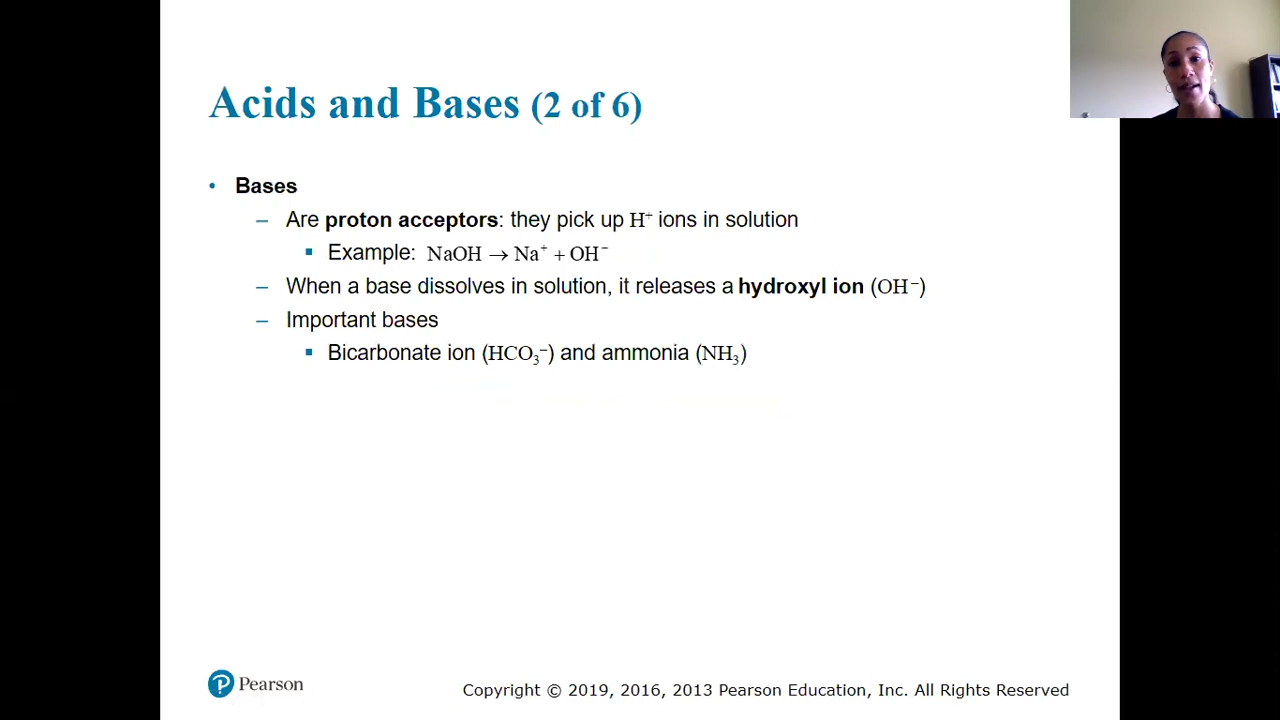 Acids and Bases (2 of 6)
• Bases
– Are proton acceptors: they pick up H⁺ ions in solution
▪ Example: NaOH → Na⁺ + OH⁻
– When a base dissolves in solution, it releases a hydroxyl ion (OH⁻)
– Important bases
▪ Bicarbonate ion (HCO₃⁻) and ammonia (NH₃)
Pearson
Copyright © 2019, 2016, 2013 Pearson Education, Inc. All Rights Reserved